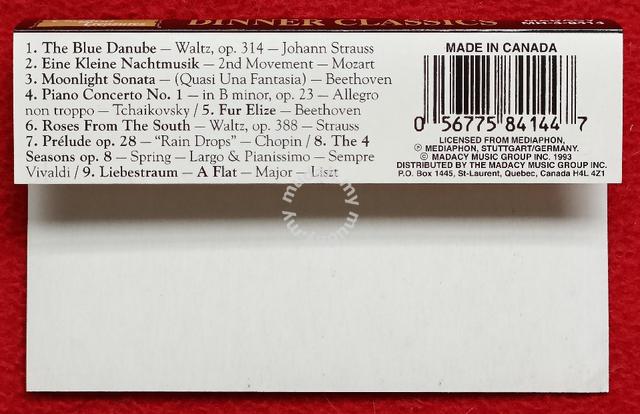 DINNER CLASSICS
1. The Blue Danube — Waltz, op. 314 — Johann Strauss
2. Eine Kleine Nachtmusik — 2nd Movement — Mozart
3. Moonlight Sonata — (Quasi Una Fantasia) — Beethoven
4. Piano Concerto No. 1 — in B minor, op. 23 — Allegro
non troppo — Tchaikovsky / 5. Fur Elize — Beethoven
6. Roses From The South — Waltz, op. 388 — Strauss
7. Prélude op. 28 — “Rain Drops” — Chopin / 8. The 4
Seasons op. 8 — Spring — Largo & Pianissimo — Sempre
Vivaldi / 9. Liebestraum — A Flat — Major — Liszt
MADE IN CANADA
0 56775 84144 7
LICENSED FROM MEDIAPHON,
℗ MEDIAPHON, STUTTGART/GERMANY.
© MADACY MUSIC GROUP INC. 1993
DISTRIBUTED BY THE MADACY MUSIC GROUP INC.
P.O. Box 1445, St-Laurent, Quebec, Canada H4L 4Z1